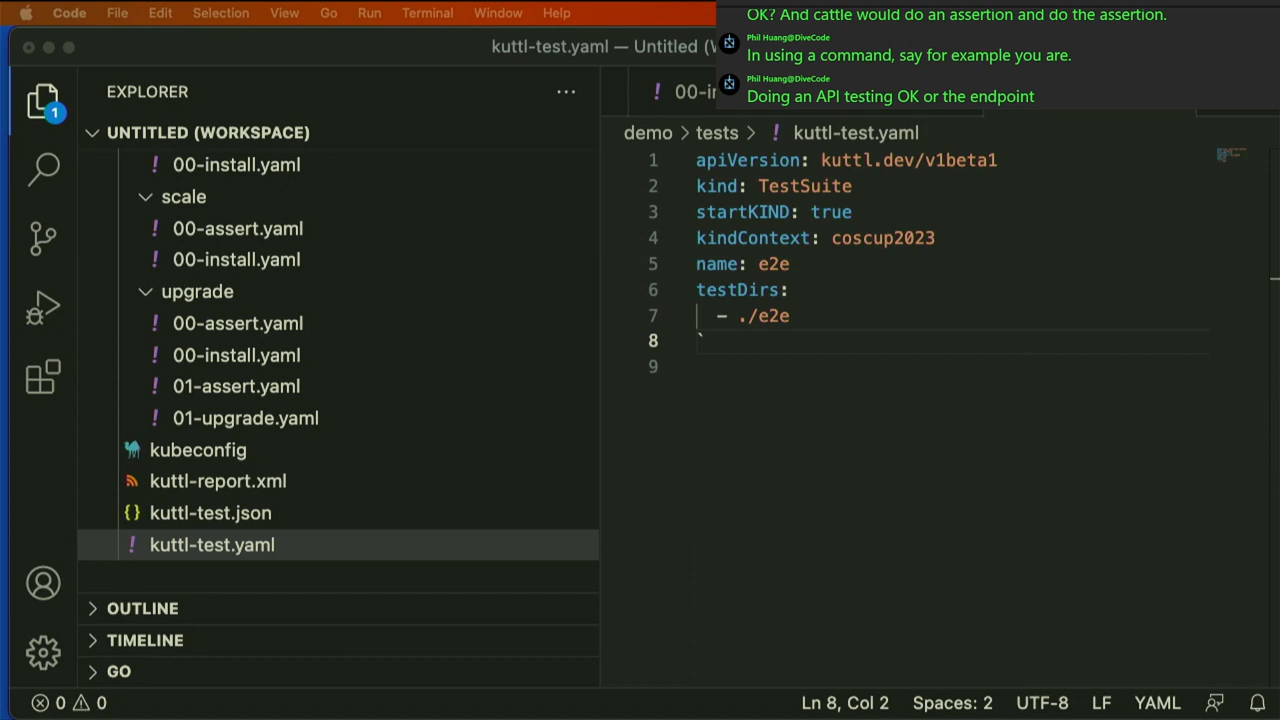 Code File Edit Selection View Go Run Terminal Window Help
OK? And cattle would do an assertion and do the assertion.
Phil Huang@DiveCode
In using a command, say for example you are.
Phil Huang@DiveCode
Doing an API testing OK or the endpoint
kuttl-test.yaml — Untitled
EXPLORER
1
UNTITLED (WORKSPACE)
00-install.yaml
scale
00-assert.yaml
00-install.yaml
upgrade
00-assert.yaml
00-install.yaml
01-assert.yaml
01-upgrade.yaml
kubeconfig
kuttl-report.xml
kuttl-test.json
kuttl-test.yaml
OUTLINE
TIMELINE
GO
demo > tests > ! kuttl-test.yaml
1 apiVersion: kuttl.dev/v1beta1
2 kind: TestSuite
3 startKIND: true
4 kindContext: coscup2023
5 name: e2e
6 testDirs:
7 - ./e2e
8 `
9
0 0 Ln 8, Col 2 Spaces: 2 UTF-8 LF YAML